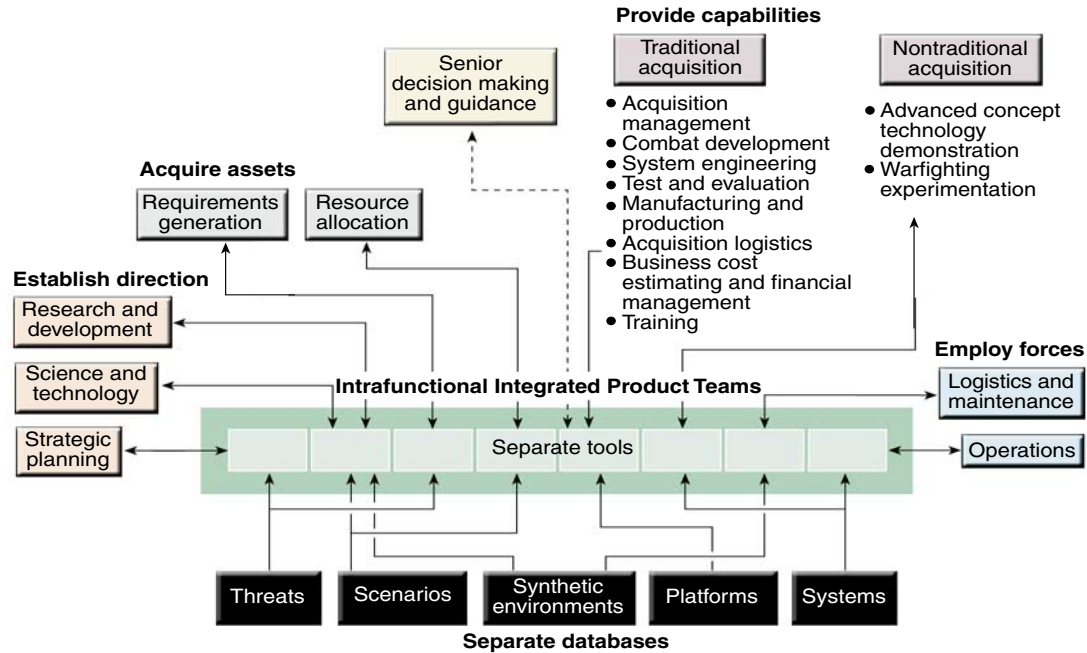 Provide capabilities
Traditional
acquisition
Nontraditional
acquisition
Senior
decision making
and guidance
• Acquisition
management
• Combat development
• System engineering
• Test and evaluation
• Manufacturing and
production
• Acquisition logistics
• Business cost
estimating and financial
management
• Training
• Advanced concept
technology
demonstration
• Warfighting
experimentation
Acquire assets
Requirements
generation
Resource
allocation
Establish direction
Research and
development
Science and
technology
Strategic
planning
Employ forces
Logistics and
maintenance
Operations
Intrafunctional Integrated Product Teams
Separate tools
Threats
Scenarios
Synthetic
environments
Platforms
Systems
Separate databases